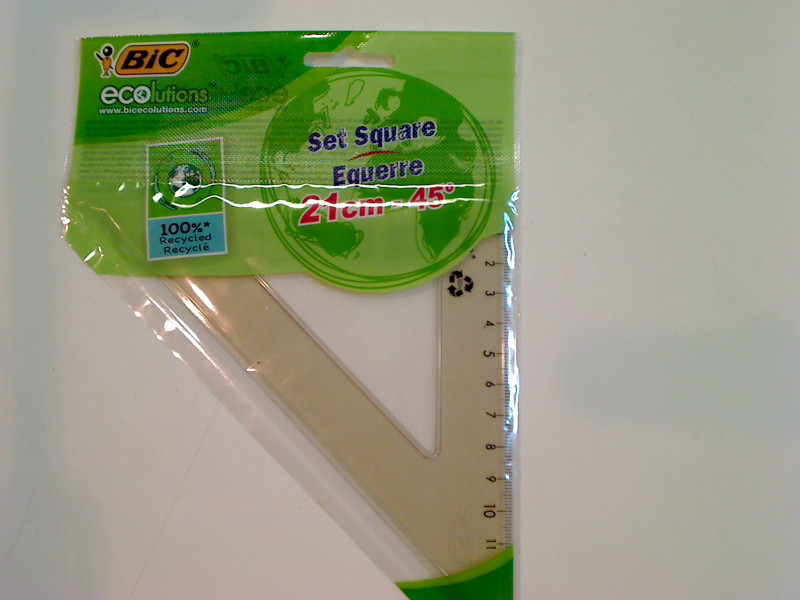 BiC®
ecolutions™
www.bicecolutions.com
Set Square
Equerre
21cm - 45°
100%*
Recycled
Recyclé
2
3
4
5
6
7
8
9
10
11